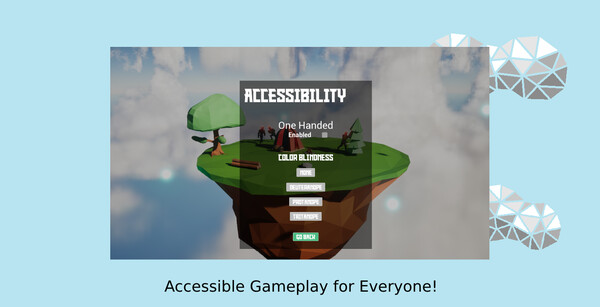 ACCESSIBILITY
One Handed
Enabled
COLOR BLINDNESS
NONE
DEUTERANOPE
PROTANOPE
TRITANOPE
GO BACK
Accessible Gameplay for Everyone!